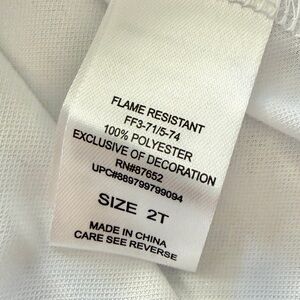 FLAME RESISTANT
FF3-71/5-74
100% POLYESTER
EXCLUSIVE OF DECORATION
RN#87652
UPC#889799799094
SIZE 2T
MADE IN CHINA
CARE SEE REVERSE